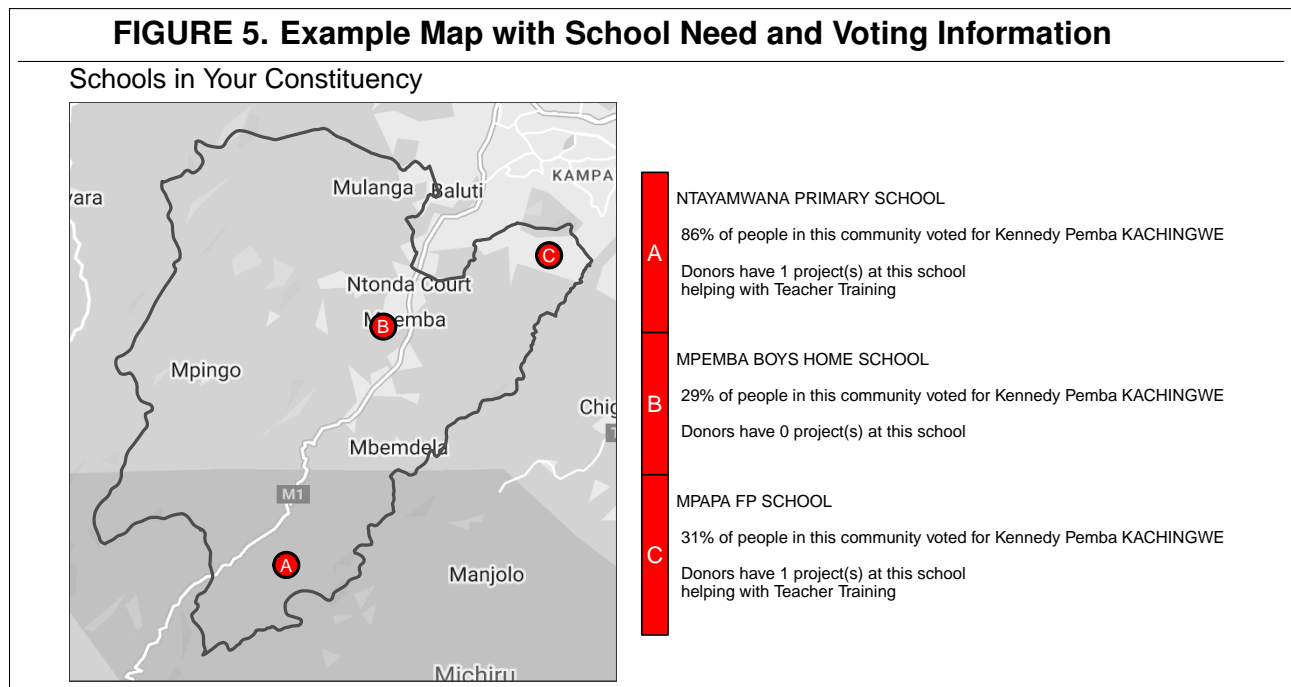 FIGURE 5. Example Map with School Need and Voting Information
Schools in Your Constituency
KAMPA
vara
Mulanga
Baluti
C
Ntonda Court
B
Mpingo
Chig
Mbemdela
M1
A
Manjolo
Michiru
A
NTAYAMWANA PRIMARY SCHOOL
86% of people in this community voted for Kennedy Pemba KACHINGWE
Donors have 1 project(s) at this school
helping with Teacher Training
B
MPEMBA BOYS HOME SCHOOL
29% of people in this community voted for Kennedy Pemba KACHINGWE
Donors have 0 project(s) at this school
C
MPAPA FP SCHOOL
31% of people in this community voted for Kennedy Pemba KACHINGWE
Donors have 1 project(s) at this school
helping with Teacher Training